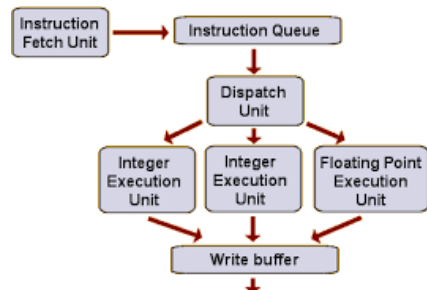 Instruction
Fetch Unit
Instruction Queue
Dispatch
Unit
Integer
Execution
Unit
Integer
Execution
Unit
Floating Point
Execution
Unit
Write buffer